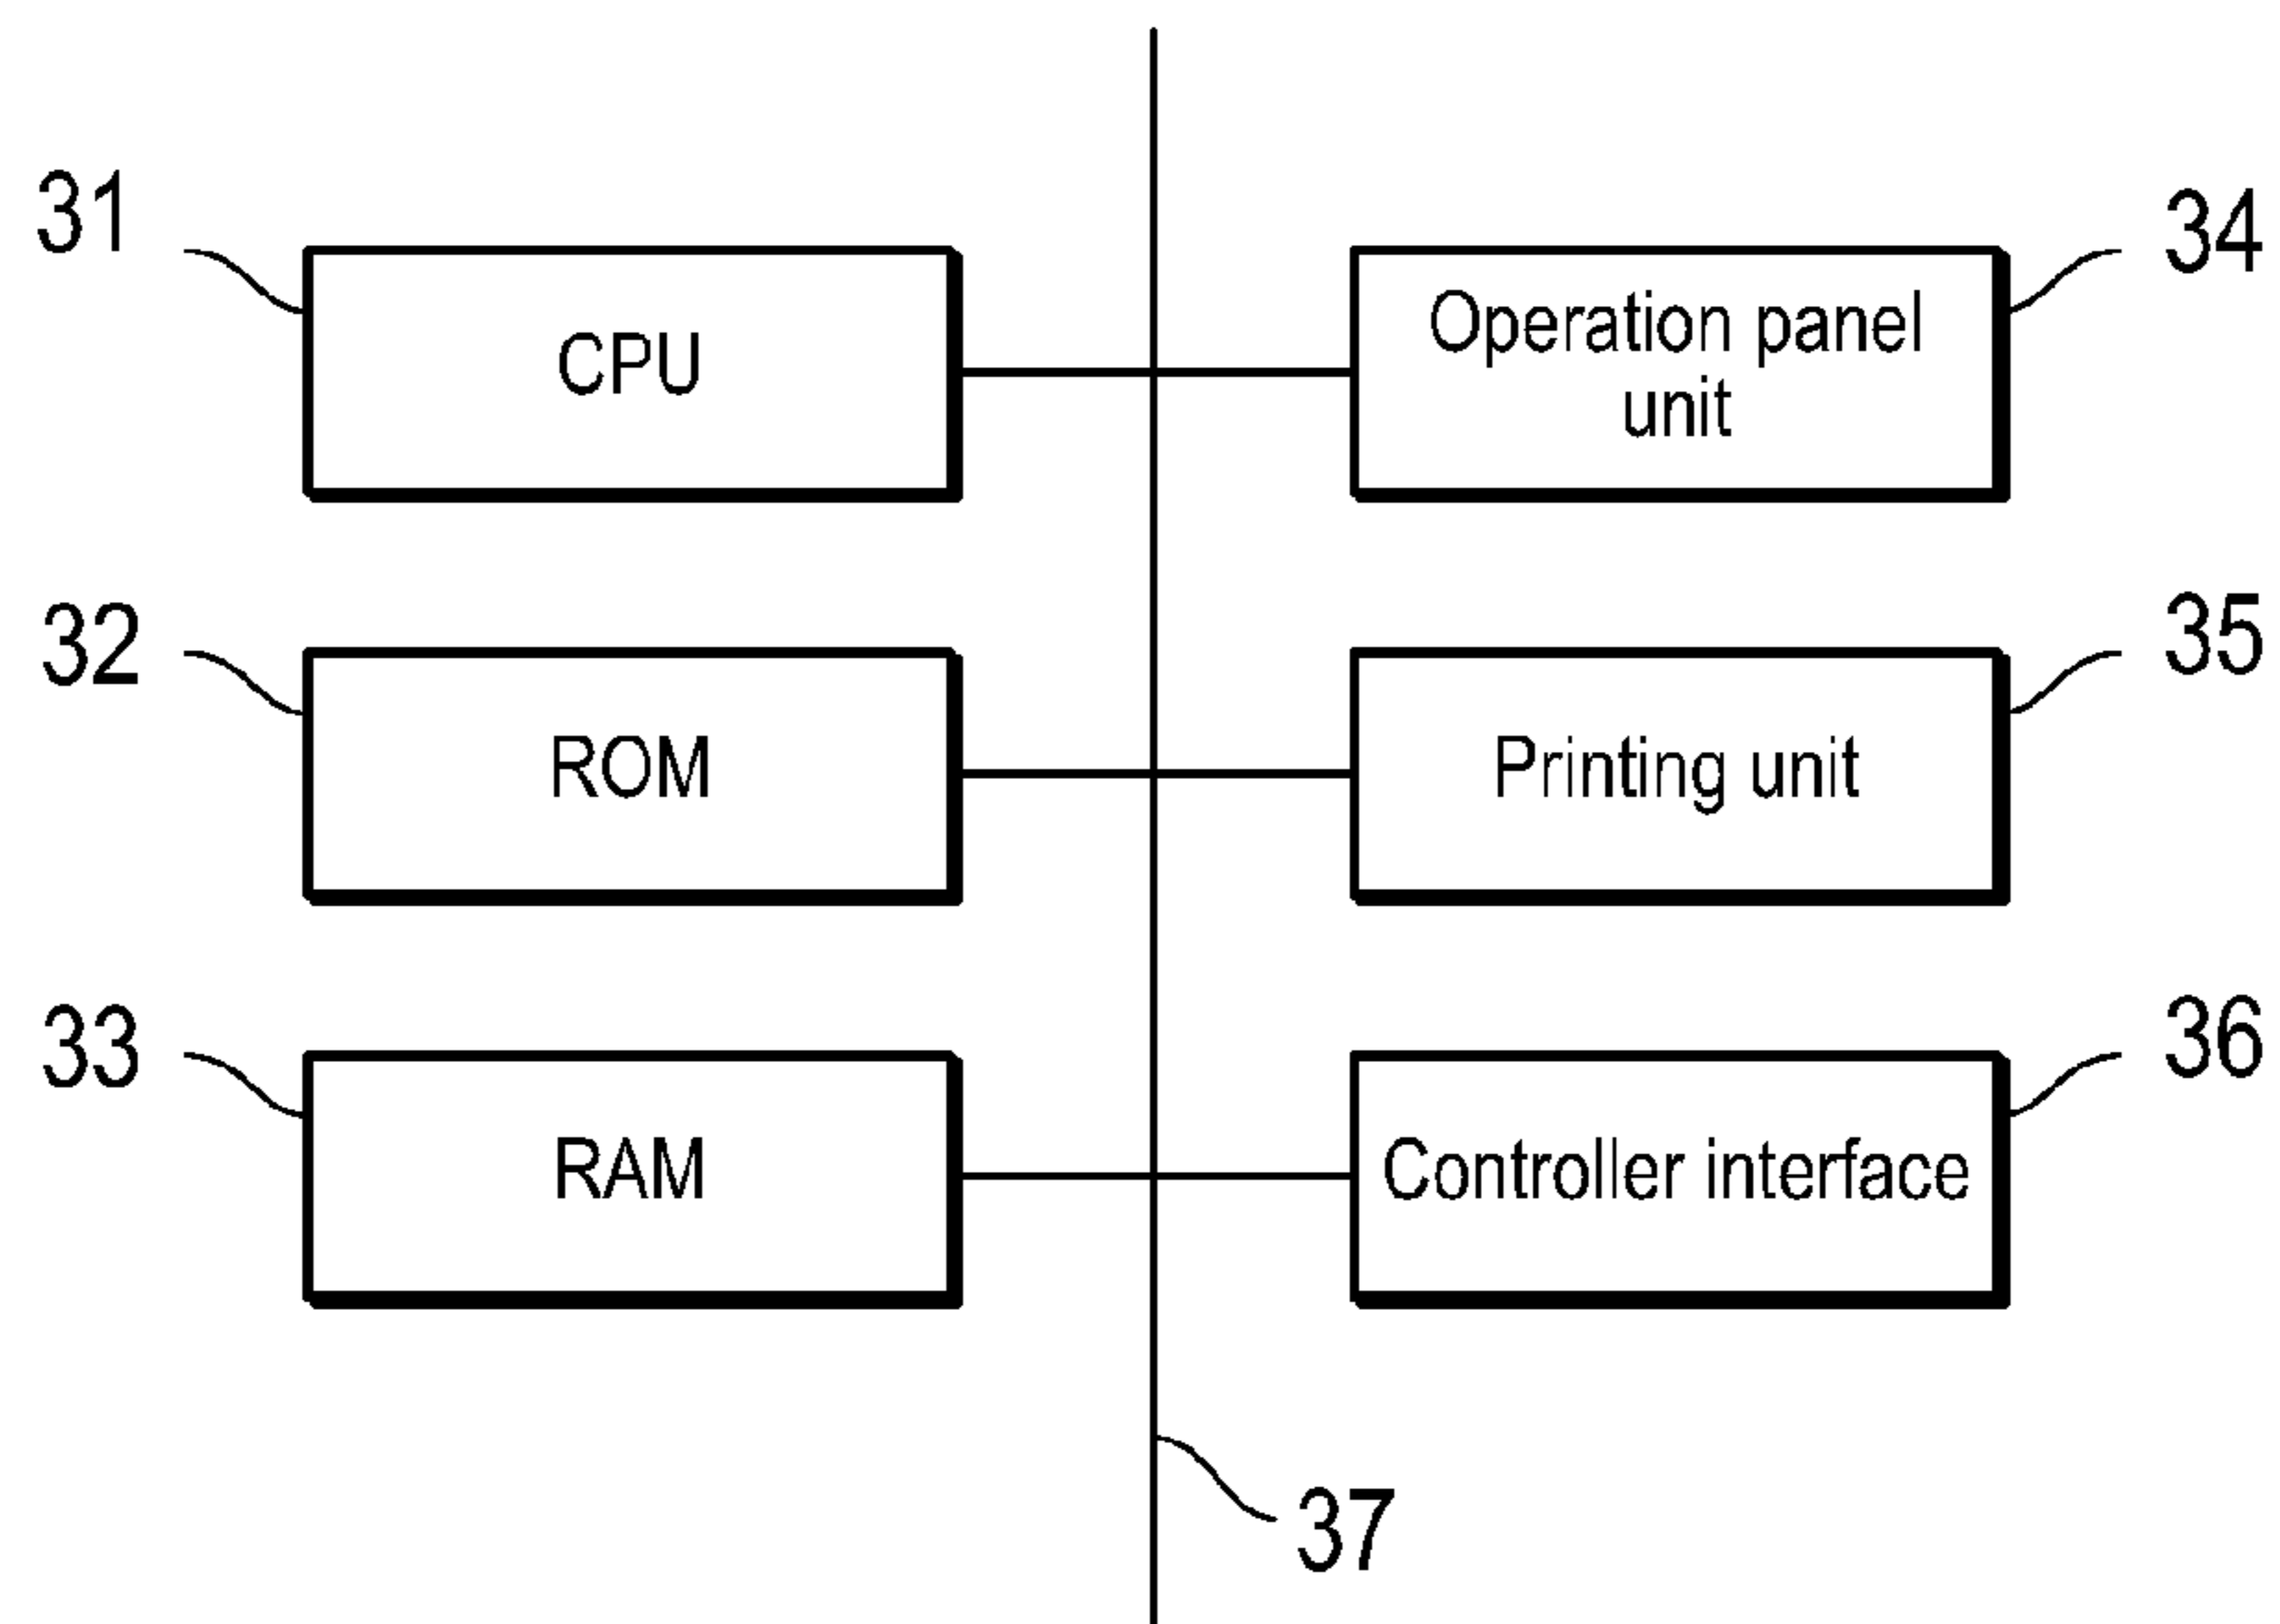 31
CPU
34
Operation panel
unit
32
ROM
35
Printing unit
33
RAM
36
Controller interface
37